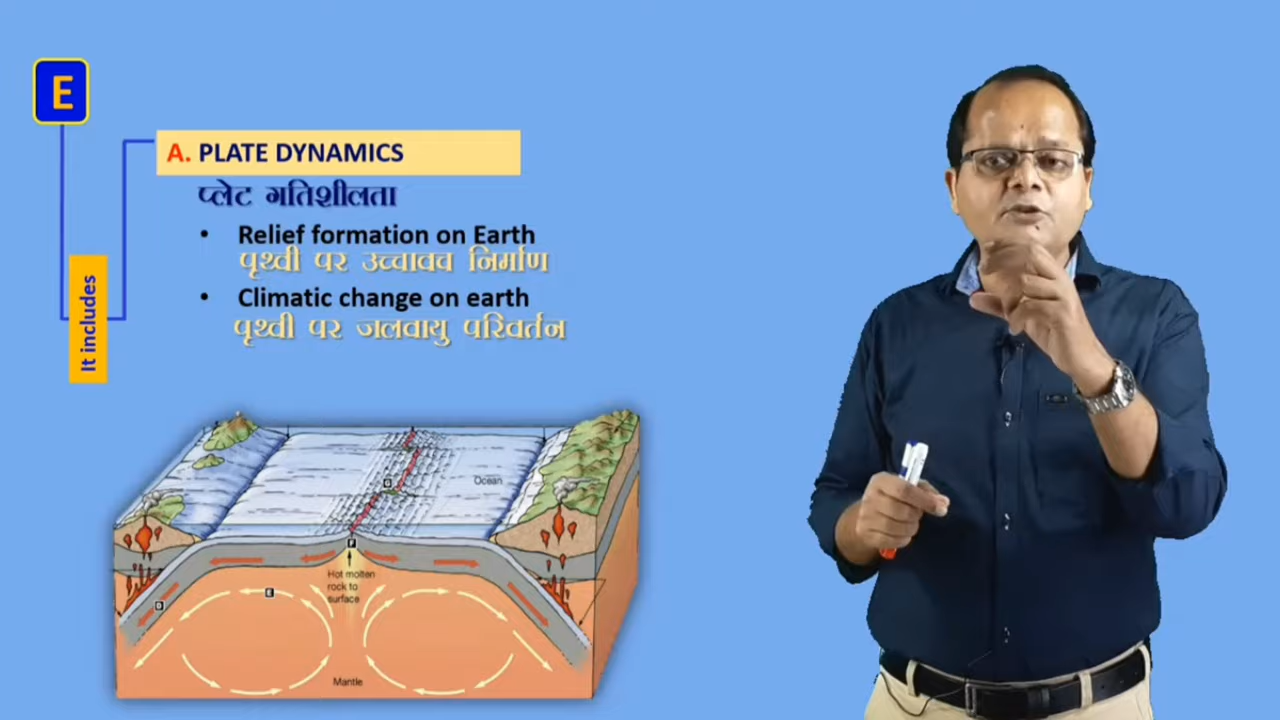 E
A. PLATE DYNAMICS
प्लेट गतिशीलता
• Relief formation on Earth
पृथ्वी पर उच्चावच निर्माण
• Climatic change on earth
पृथ्वी पर जलवायु परिवर्तन
It includes
G
Ocean
F
Hot molten
rock to
surface
E
D
Mantle